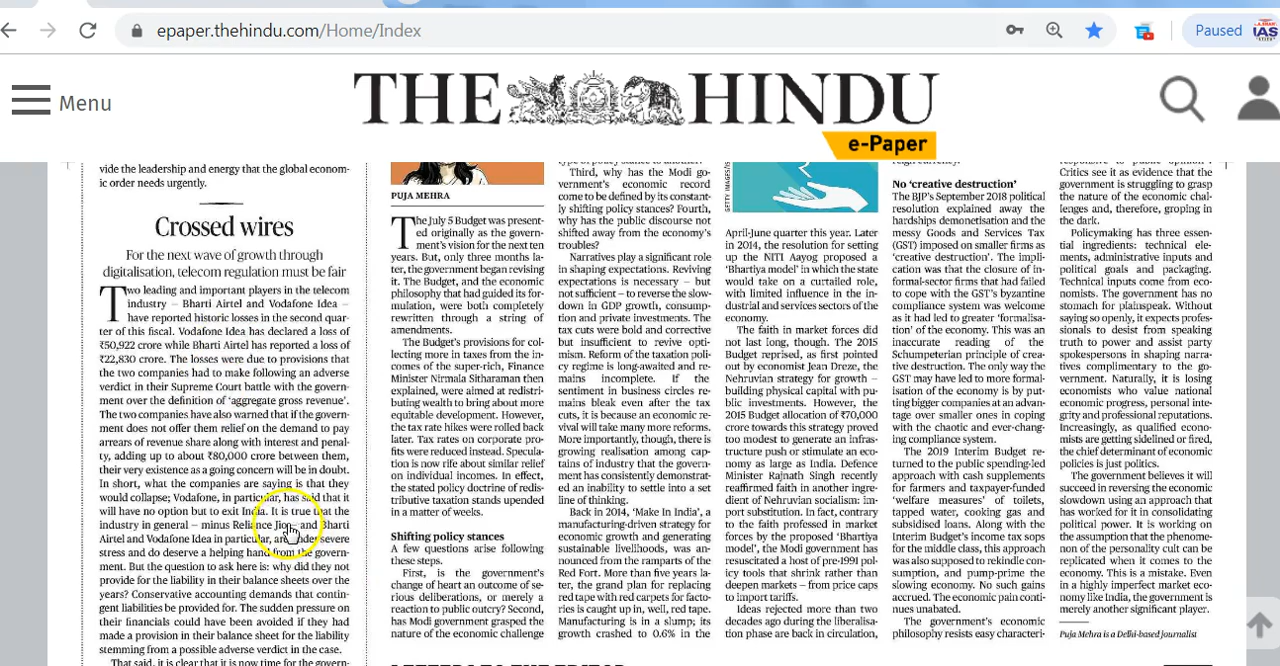 epaper.thehindu.com/Home/Index
Paused
IAS
Menu
THE HINDU
e-Paper
vide the leadership and energy that the global econom-
ic order needs urgently.
Crossed wires
For the next wave of growth through
digitalisation, telecom regulation must be fair
Two leading and important players in the telecom
industry – Bharti Airtel and Vodafone Idea –
have reported historic losses in the second quar-
ter of this fiscal. Vodafone Idea has declared a loss of
₹50,922 crore while Bharti Airtel has reported a loss of
₹22,830 crore. The losses were due to provisions that
the two companies had to make following an adverse
verdict in their Supreme Court battle with the govern-
ment over the definition of ‘aggregate gross revenue’.
The two companies have also warned that if the govern-
ment does not offer them relief on the demand to pay
arrears of revenue share along with interest and penal-
ty, adding up to about ₹80,000 crore between them,
their very existence as a going concern will be in doubt.
In short, what the companies are saying is that they
would collapse; Vodafone, in particular, has said that it
will have no option but to exit India. It is true that the
industry in general – minus Reliance Jio – and Bharti
Airtel and Vodafone Idea in particular, are under severe
stress and do deserve a helping hand from the govern-
ment. But the question to ask here is: why did they not
provide for the liability in their balance sheets over the
years? Conservative accounting demands that contin-
gent liabilities be provided for. The sudden pressure on
their financials could have been avoided if they had
made a provision in their balance sheet for the liability
stemming from a possible adverse verdict in the case.
That said, it is clear that it is now time for the govern-
PUJA MEHRA
The July 5 Budget was present-
ed originally as the govern-
ment’s vision for the next ten
years. But, only three months la-
ter, the government began revising
it. The Budget, and the economic
philosophy that had guided its for-
mulation, were both completely
rewritten through a string of
amendments.
The Budget’s provisions for col-
lecting more in taxes from the in-
comes of the super-rich, Finance
Minister Nirmala Sitharaman then
explained, were aimed at redistri-
buting wealth to bring about more
equitable development. However,
the tax rate hikes were rolled back
later. Tax rates on corporate pro-
fits were reduced instead. Specula-
tion is now rife about similar relief
on individual incomes. In effect,
the stated policy doctrine of redis-
tributive taxation stands upended
in a matter of weeks.
Shifting policy stances
A few questions arise following
these steps.
First, is the government’s
change of heart an outcome of se-
rious deliberations, or merely a
reaction to public outcry? Second,
has Modi government grasped the
nature of the economic challenge
type of policy stance to another?
Third, why has the Modi go-
vernment’s economic record
come to be defined by its constant-
ly shifting policy stances? Fourth,
why has the public discourse not
shifted away from the economy’s
troubles?
Narratives play a significant role
in shaping expectations. Reviving
expectations is necessary – but
not sufficient – to reverse the slow-
down in GDP growth, consump-
tion and private investments. The
tax cuts were bold and corrective
but insufficient to revive opti-
mism. Reform of the taxation poli-
cy regime is long-awaited and re-
mains incomplete. If the
sentiment in business circles re-
mains bleak even after the tax
cuts, it is because an economic re-
vival will take many more reforms.
More importantly, though, there is
growing realisation among cap-
tains of industry that the govern-
ment has consistently demonstrat-
ed an inability to settle into a set
line of thinking.
Back in 2014, ‘Make in India’, a
manufacturing-driven strategy for
economic growth and generating
sustainable livelihoods, was an-
nounced from the ramparts of the
Red Fort. More than five years la-
ter, the grand plan for replacing
red tape with red carpets for facto-
ries is caught up in, well, red tape.
Manufacturing is in a slump; its
growth crashed to 0.6% in the
April-June quarter this year. Later
in 2014, the resolution for setting
up the NITI Aayog proposed a
‘Bhartiya model’ in which the state
would take on a curtailed role,
with limited influence in the in-
dustrial and services sectors of the
economy.
The faith in market forces did
not last long, though. The 2015
Budget reprised, as first pointed
out by economist Jean Dreze, the
Nehruvian strategy for growth –
building physical capital with pu-
blic investments. However, the
2015 Budget allocation of ₹70,000
crore towards this strategy proved
too modest to generate an infras-
tructure push or stimulate an eco-
nomy as large as India. Defence
Minister Rajnath Singh recently
reaffirmed faith in another ingre-
dient of Nehruvian socialism: im-
port substitution. In fact, contrary
to the faith professed in market
forces by the proposed ‘Bhartiya
model’, the Modi government has
resuscitated a host of pre-1991 pol-
icy tools that shrink rather than
deepen markets – from price caps
to import tariffs.
Ideas rejected more than two
decades ago during the liberalisa-
tion phase are back in circulation,
GETTY IMAGES/
reign currency.
No ‘creative destruction’
The BJP’s September 2018 political
resolution explained away the
hardships demonetisation and the
messy Goods and Services Tax
(GST) imposed on smaller firms as
‘creative destruction’. The impli-
cation was that the closure of in-
formal-sector firms that had failed
to cope with the GST’s byzantine
compliance system was welcome
as it had led to greater ‘formalisa-
tion’ of the economy. This was an
inaccurate reading of the
Schumpeterian principle of crea-
tive destruction. The only way the
GST may have led to more formal-
isation of the economy is by put-
ting bigger companies at an advan-
tage over smaller ones in coping
with the chaotic and ever-chang-
ing compliance system.
The 2019 Interim Budget re-
turned to the public spending-led
approach with cash supplements
for farmers and taxpayer-funded
‘welfare measures’ of toilets,
tapped water, cooking gas and
subsidised loans. Along with the
Interim Budget’s income tax sops
for the middle class, this approach
was also supposed to rekindle con-
sumption, and pump-prime the
slowing economy. No such gains
accrued. The economic pain conti-
nues unabated.
The government’s economic
philosophy resists easy characteri-
responsive to public opinion’.
Critics see it as evidence that the
government is struggling to grasp
the nature of the economic chal-
lenges and, therefore, groping in
the dark.
Policymaking has three essen-
tial ingredients: technical ele-
ments, administrative inputs and
political goals and packaging.
Technical inputs come from eco-
nomists. The government has no
stomach for plainspeak. Without
saying so openly, it expects profes-
sionals to desist from speaking
truth to power and assist party
spokespersons in shaping narra-
tives complimentary to the go-
vernment. Naturally, it is losing
economists who value national
economic progress, personal inte-
grity and professional reputations.
Increasingly, as qualified econo-
mists are getting sidelined or fired,
the chief determinant of economic
policies is just politics.
The government believes it will
succeed in reversing the economic
slowdown using an approach that
has worked for it in consolidating
political power. It is working on
the assumption that the phenome-
non of the personality cult can be
replicated when it comes to the
economy. This is a mistake. Even
in a highly imperfect market eco-
nomy like India, the government is
merely another significant player.
Puja Mehra is a Delhi-based journalist
LETTERS TO THE EDITOR